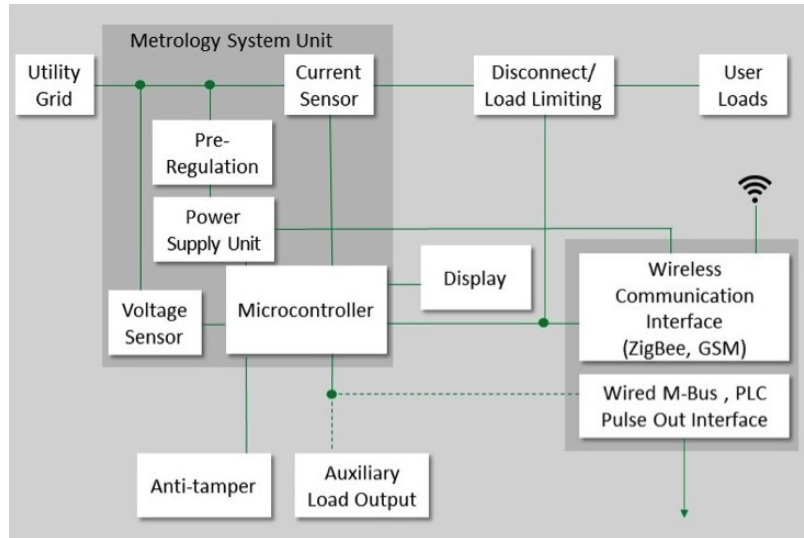 Metrology System Unit
Utility
Grid
Current
Sensor
Disconnect/
Load Limiting
User
Loads
Pre-
Regulation
Power
Supply Unit
Voltage
Sensor
Microcontroller
Display
Wireless
Communication
Interface
(ZigBee, GSM)
Wired M-Bus , PLC
Pulse Out Interface
Anti-tamper
Auxiliary
Load Output